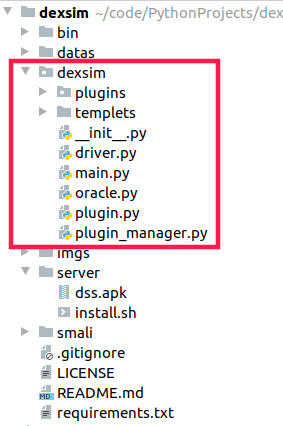 dexsim ~/code/PythonProjects/dex
bin
datas
dexsim
plugins
templets
__init__.py
driver.py
main.py
oracle.py
plugin.py
plugin_manager.py
imgs
server
dss.apk
install.sh
smali
.gitignore
LICENSE
MD README.md
requirements.txt